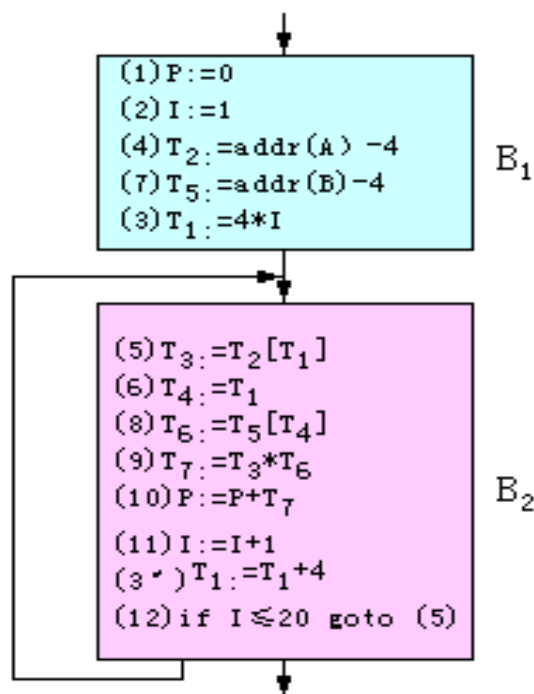 (1) P:=0
(2) I:=1
(4) T₂:=addr(A) -4
(7) T₅:=addr(B)-4
(3) T₁:=4*I
B₁
(5) T₃:=T₂[T₁]
(6) T₄:=T₁
(8) T₆:=T₅[T₄]
(9) T₇:=T₃*T₆
(10) P:=P+T₇
(11) I:=I+1
(3′) T₁:=T₁+4
(12) if I≤20 goto (5)
B₂